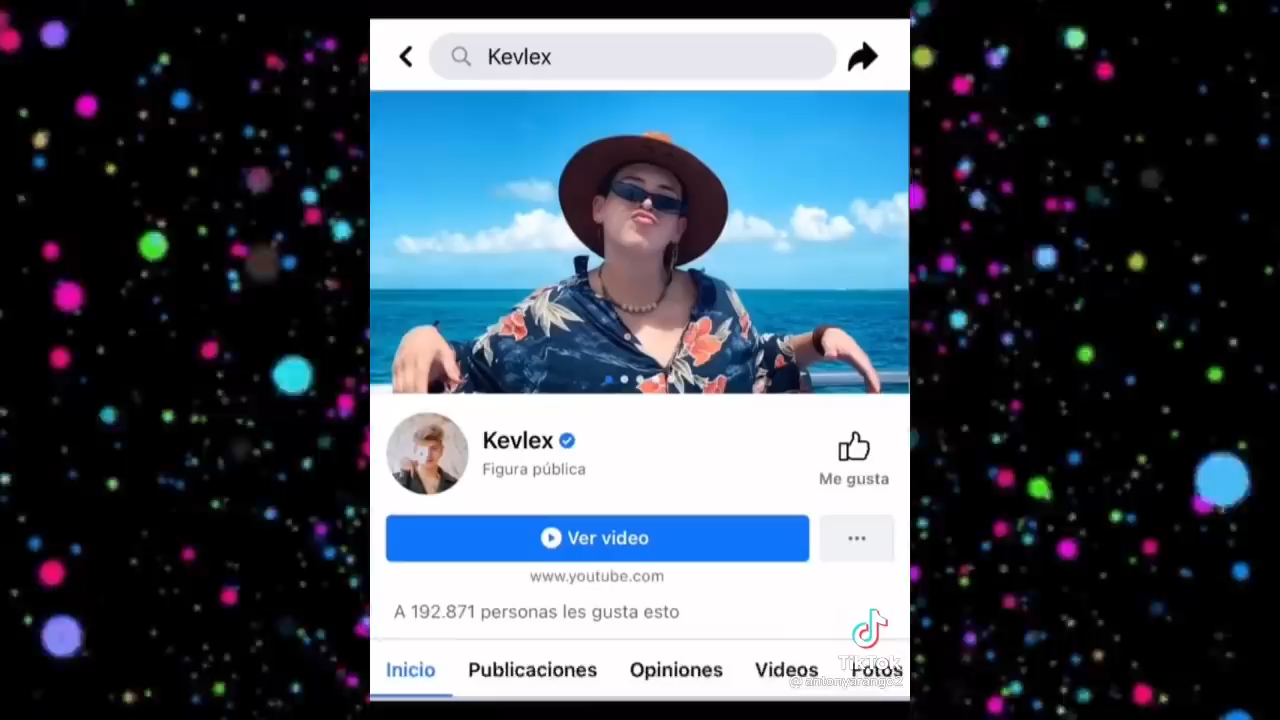 Kevlex
Kevlex
Figura pública
Me gusta
Ver video
www.youtube.com
A 192.871 personas les gusta esto
Inicio
Publicaciones
Opiniones
Videos
Fotos
TikTok
@antonyarango2